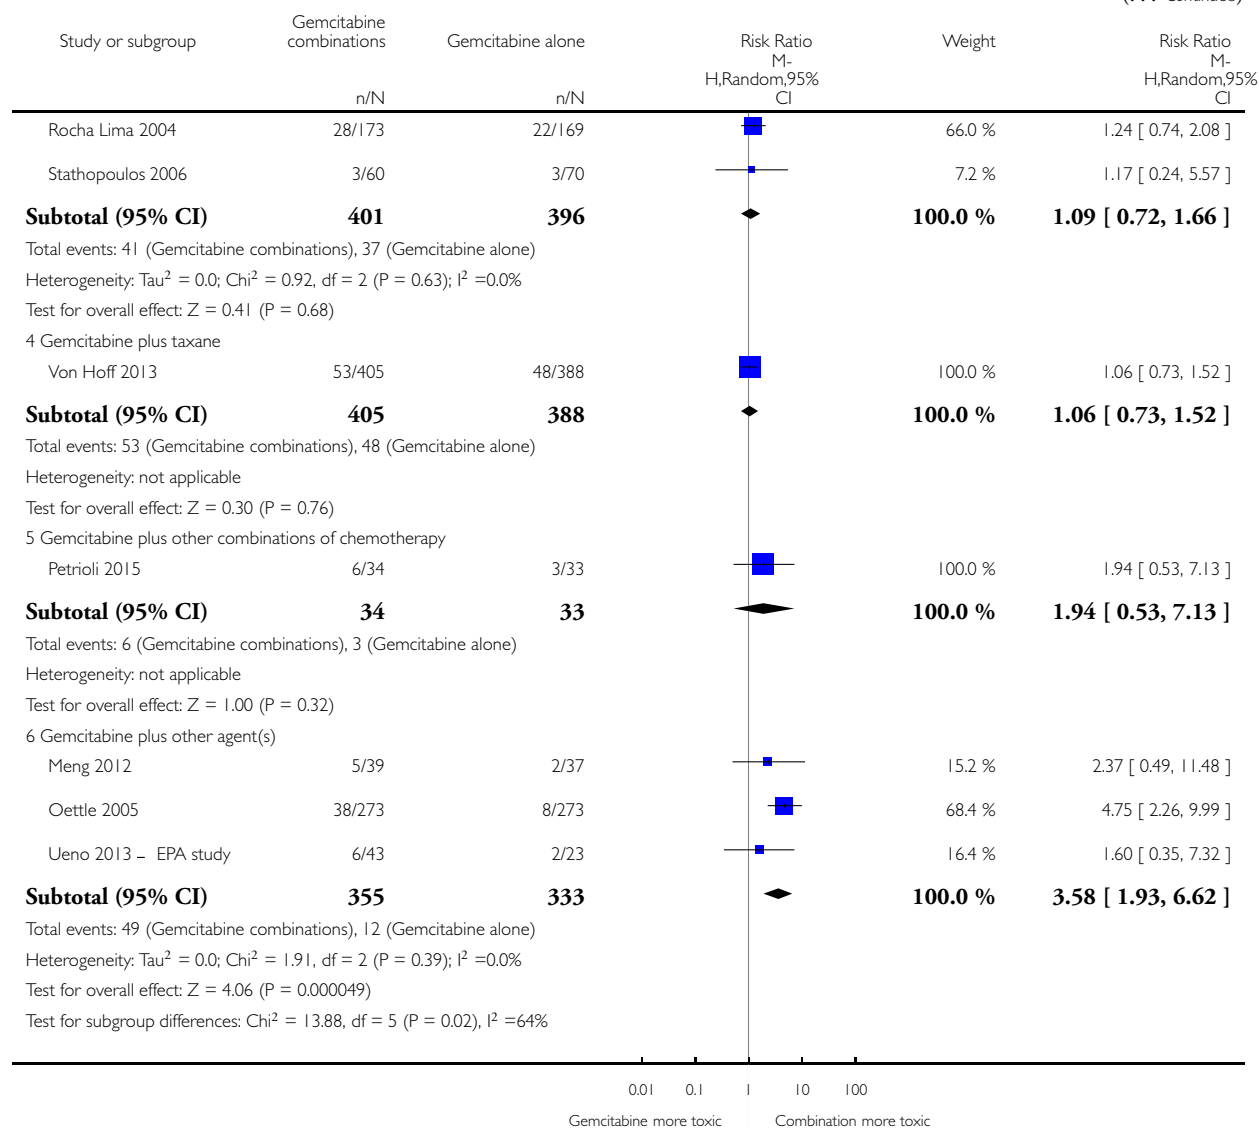 (... Continued)
Study or subgroup Gemcitabine combinations Gemcitabine alone Risk Ratio Weight Risk Ratio
M-H,Random,95% CI M-H,Random,95% CI
n/N n/N
Rocha Lima 2004 28/173 22/169 66.0 % 1.24 [ 0.74, 2.08 ]
Stathopoulos 2006 3/60 3/70 7.2 % 1.17 [ 0.24, 5.57 ]
Subtotal (95% CI) 401 396 100.0 % 1.09 [ 0.72, 1.66 ]
Total events: 41 (Gemcitabine combinations), 37 (Gemcitabine alone)
Heterogeneity: Tau² = 0.0; Chi² = 0.92, df = 2 (P = 0.63); I² =0.0%
Test for overall effect: Z = 0.41 (P = 0.68)
4 Gemcitabine plus taxane
Von Hoff 2013 53/405 48/388 100.0 % 1.06 [ 0.73, 1.52 ]
Subtotal (95% CI) 405 388 100.0 % 1.06 [ 0.73, 1.52 ]
Total events: 53 (Gemcitabine combinations), 48 (Gemcitabine alone)
Heterogeneity: not applicable
Test for overall effect: Z = 0.30 (P = 0.76)
5 Gemcitabine plus other combinations of chemotherapy
Petrioli 2015 6/34 3/33 100.0 % 1.94 [ 0.53, 7.13 ]
Subtotal (95% CI) 34 33 100.0 % 1.94 [ 0.53, 7.13 ]
Total events: 6 (Gemcitabine combinations), 3 (Gemcitabine alone)
Heterogeneity: not applicable
Test for overall effect: Z = 1.00 (P = 0.32)
6 Gemcitabine plus other agent(s)
Meng 2012 5/39 2/37 15.2 % 2.37 [ 0.49, 11.48 ]
Oettle 2005 38/273 8/273 68.4 % 4.75 [ 2.26, 9.99 ]
Ueno 2013 – EPA study 6/43 2/23 16.4 % 1.60 [ 0.35, 7.32 ]
Subtotal (95% CI) 355 333 100.0 % 3.58 [ 1.93, 6.62 ]
Total events: 49 (Gemcitabine combinations), 12 (Gemcitabine alone)
Heterogeneity: Tau² = 0.0; Chi² = 1.91, df = 2 (P = 0.39); I² =0.0%
Test for overall effect: Z = 4.06 (P = 0.000049)
Test for subgroup differences: Chi² = 13.88, df = 5 (P = 0.02), I² =64%
0.01 0.1 1 10 100
Gemcitabine more toxic Combination more toxic